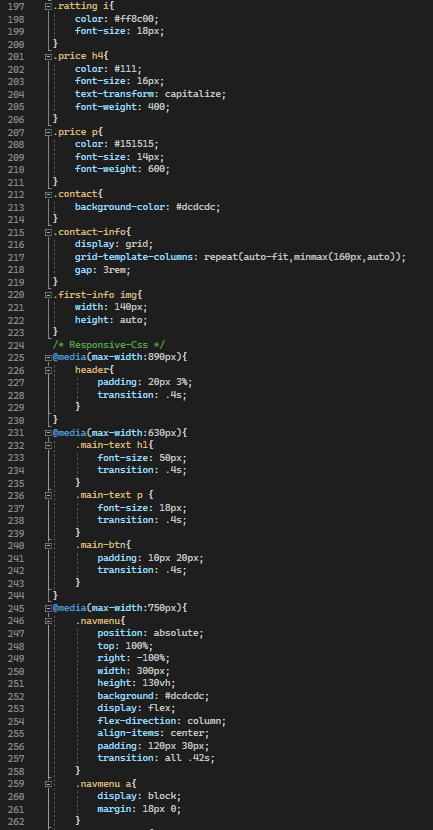 197 .ratting i{
198 color: #ff8c00;
199 font-size: 18px;
200 }
201 .price h4{
202 color: #111;
203 font-size: 16px;
204 text-transform: capitalize;
205 font-weight: 400;
206 }
207 .price p{
208 color: #151515;
209 font-size: 14px;
210 font-weight: 600;
211 }
212 .contact{
213 background-color: #dcdcdc;
214 }
215 .contact-info{
216 display: grid;
217 grid-template-columns: repeat(auto-fit,minmax(160px,auto));
218 gap: 3rem;
219 }
220 .first-info img{
221 width: 140px;
222 height: auto;
223 }
224 /* Responsive-Css */
225 @media(max-width:890px){
226 header{
227 padding: 20px 3%;
228 transition: .4s;
229 }
230 }
231 @media(max-width:630px){
232 .main-text h1{
233 font-size: 50px;
234 transition: .4s;
235 }
236 .main-text p {
237 font-size: 18px;
238 transition: .4s;
239 }
240 .main-btn{
241 padding: 10px 20px;
242 transition: .4s;
243 }
244 }
245 @media(max-width:750px){
246 .navmenu{
247 position: absolute;
248 top: 100%;
249 right: -100%;
250 width: 300px;
251 height: 130vh;
252 background: #dcdcdc;
253 display: flex;
254 flex-direction: column;
255 align-items: center;
256 padding: 120px 30px;
257 transition: all .42s;
258 }
259 .navmenu a{
260 display: block;
261 margin: 18px 0;
262 }